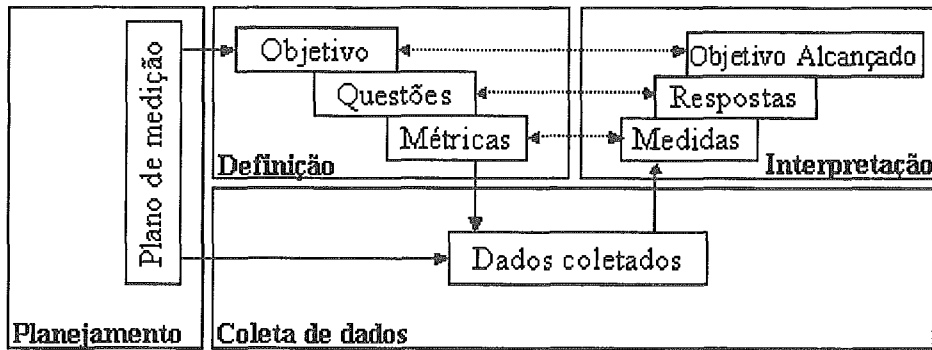 Plano de medição
Planejamento
Objetivo
Questões
Métricas
Definição
Objetivo Alcançado
Respostas
Medidas
Interpretação
Dados coletados
Coleta de dados